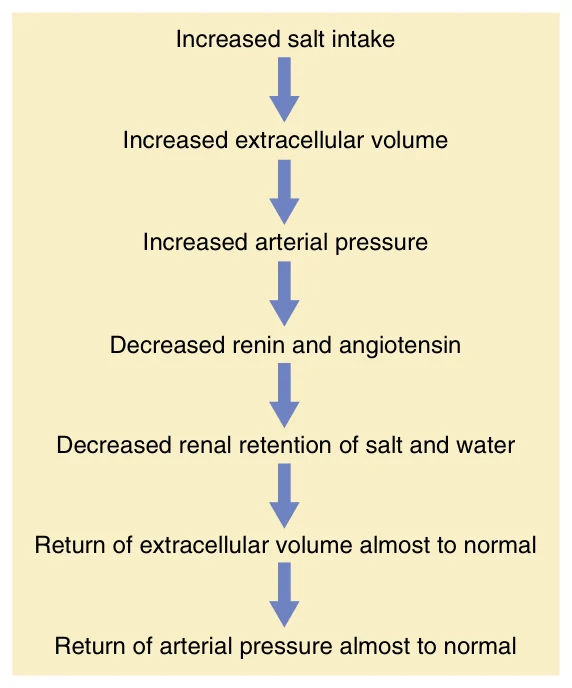 Increased salt intake
Increased extracellular volume
Increased arterial pressure
Decreased renin and angiotensin
Decreased renal retention of salt and water
Return of extracellular volume almost to normal
Return of arterial pressure almost to normal